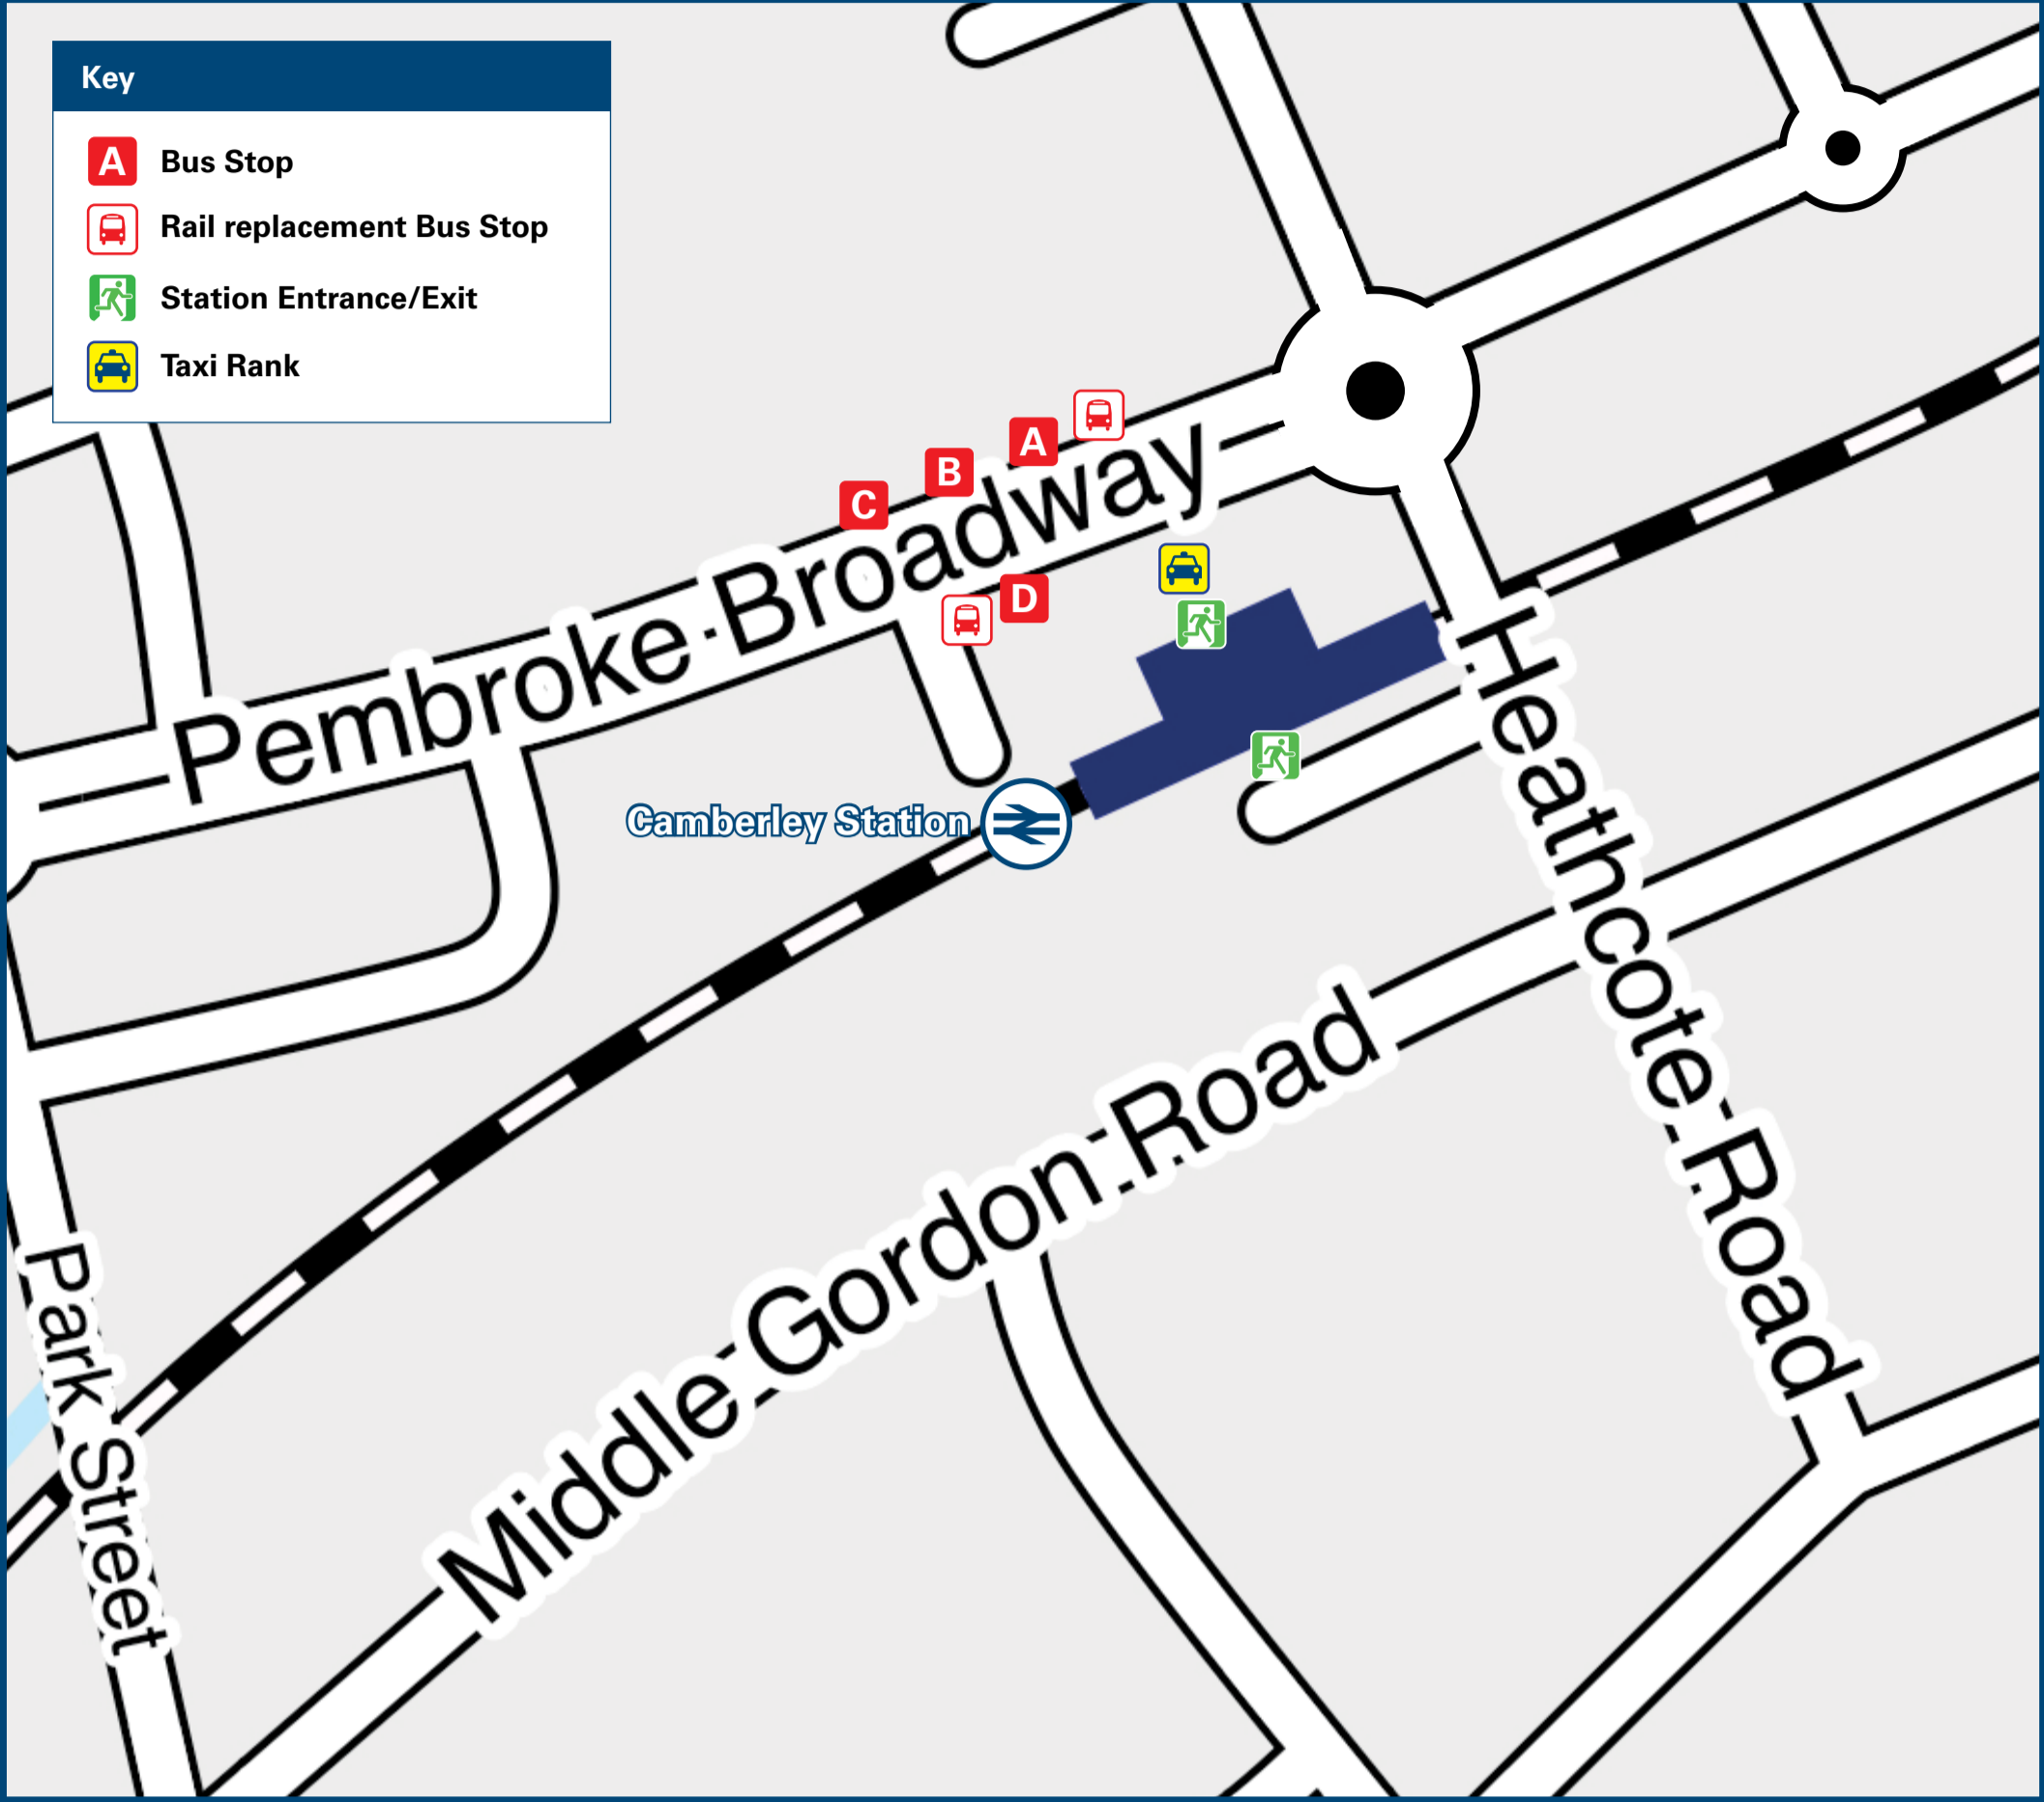 Key
A Bus Stop
Rail replacement Bus Stop
Station Entrance/Exit
Taxi Rank
A
B
C
Pembroke Broadway
D
Heathcote Road
Camberley Station
Middle Gordon Road
Park Street